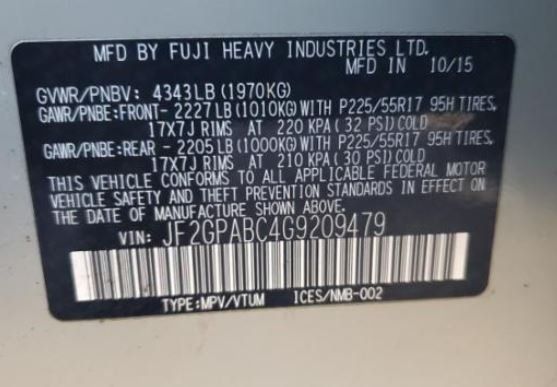 MFD BY FUJI HEAVY INDUSTRIES LTD.
MFD IN 10/15
GVWR/PNBV: 4343LB (1970KG)
GAWR/PNBE:FRONT- 2227LB(1010KG)WITH P225/55R17 95H TIRES,
17X7J RIMS AT 220 KPA(32 PSI)COLD
GAWR/PNBE:REAR - 2205LB(1000KG)WITH P225/55R17 95H TIRES,
17X7J RIMS AT 210 KPA(30 PSI)COLD
THIS VEHICLE CONFORMS TO ALL APPLICABLE FEDERAL MOTOR
VEHICLE SAFETY AND THEFT PREVENTION STANDARDS IN EFFECT ON
THE DATE OF MANUFACTURE SHOWN ABOVE.
VIN: JF2GPABC4G9209479
TYPE:MPV/VTUM ICES/NMB-002